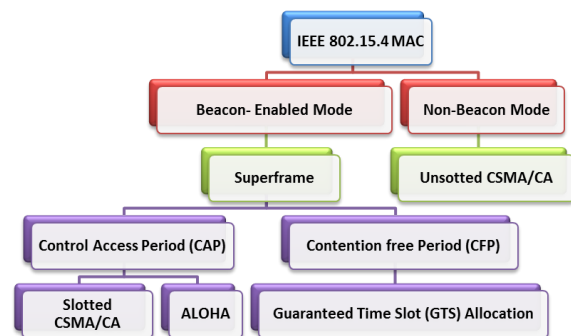 IEEE 802.15.4 MAC
Beacon- Enabled Mode
Non-Beacon Mode
Superframe
Unsotted CSMA/CA
Control Access Period (CAP)
Contention free Period (CFP)
Slotted
CSMA/CA
ALOHA
Guaranteed Time Slot (GTS) Allocation